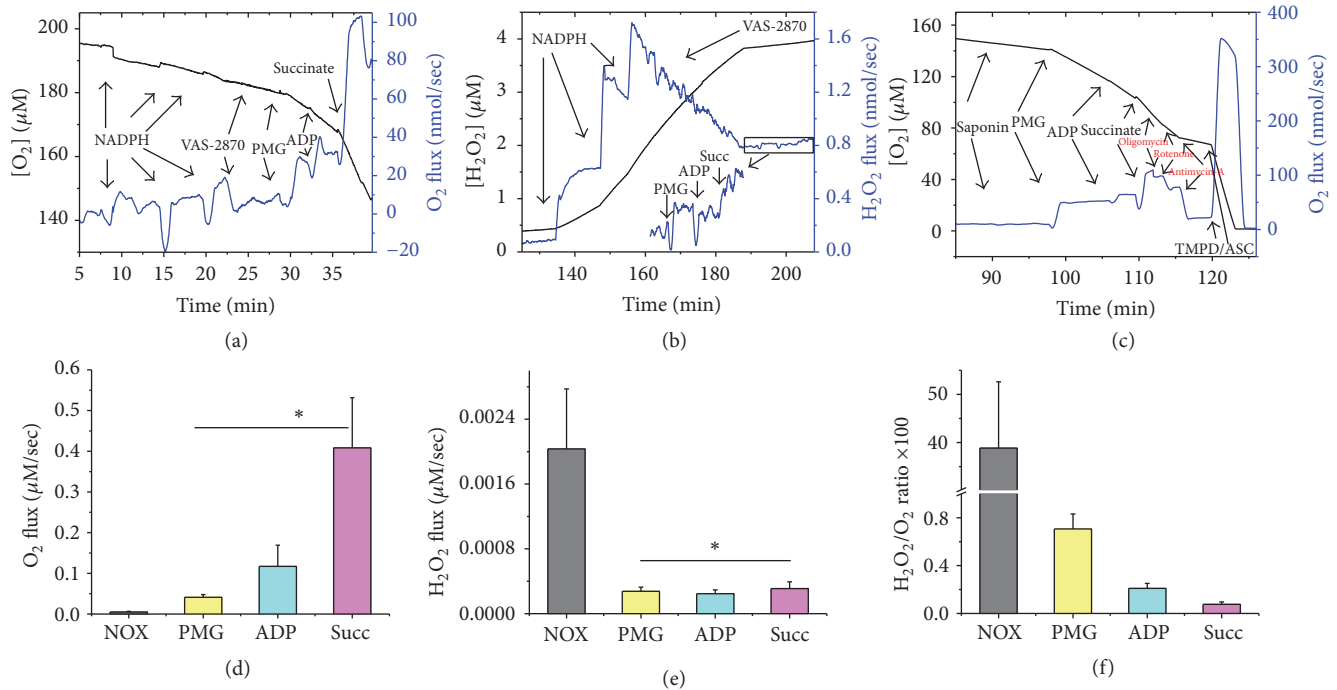 205
190
175
160
140
[O₂] (μM)
NADPH
VAS-2870
PMG
ADP
Succinate
100
80
60
40
20
0
−20
O₂ flux (nmol/sec)
5
10
15
20
25
30
35
Time (min)
(a)
4
3
2
1
0
[H₂O₂] (μM)
NADPH
VAS-2870
PMG
ADP
Succ
1.6
1.2
0.8
0.4
0.0
H₂O₂ flux (nmol/sec)
140
160
180
200
Time (min)
(b)
160
120
80
40
0
[O₂] (μM)
Saponin
PMG
ADP
Succinate
Oligomycin
Rotenone
Antimycin-A
TMPD/ASC
400
300
200
100
0
O₂ flux (nmol/sec)
90
100
110
120
Time (min)
(c)
0.6
0.5
0.4
0.3
0.2
0.1
0.0
O₂ flux (μM/sec)
*
NOX
PMG
ADP
Succ
(d)
0.0024
0.0016
0.0008
0.0000
H₂O₂ flux (μM/sec)
*
NOX
PMG
ADP
Succ
(e)
50
40
0.8
0.4
0.0
H₂O₂/O₂ ratio ×100
NOX
PMG
ADP
Succ
(f)